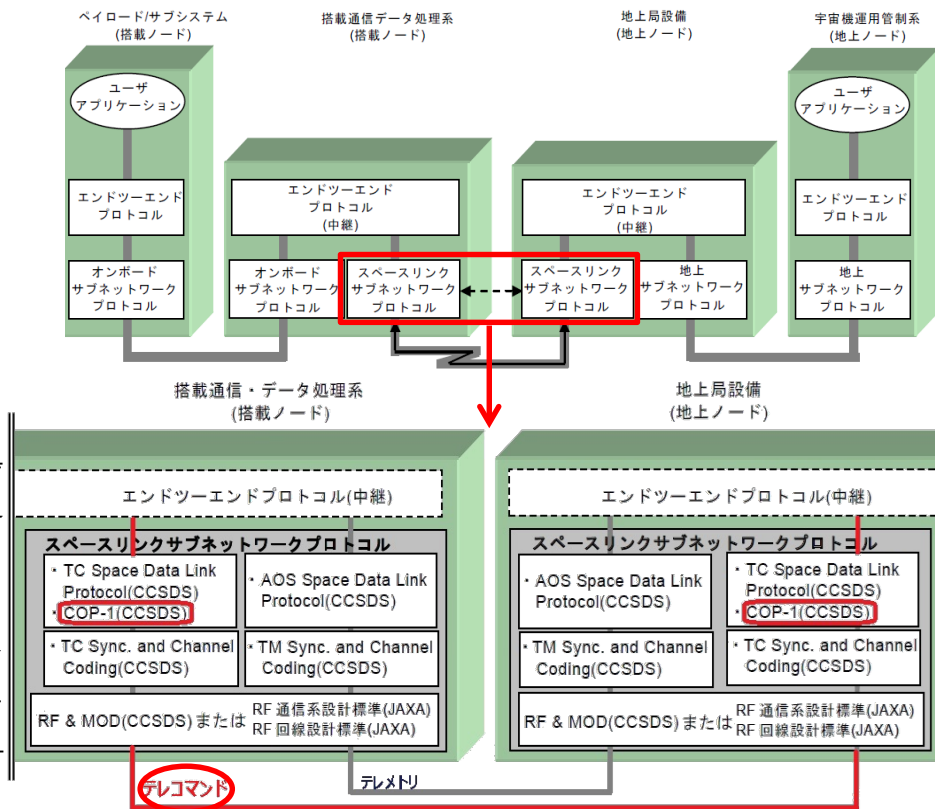 ペイロード/サブシステム
(搭載ノード)
搭載通信データ処理系
(搭載ノード)
地上局設備
(地上ノード)
宇宙機運用管制系
(地上ノード)
ユーザ
アプリケーション
エンドツーエンド
プロトコル
オンボード
サブネットワーク
プロトコル
エンドツーエンド
プロトコル
(中継)
オンボード
サブネットワーク
プロトコル
スペースリンク
サブネットワーク
プロトコル
エンドツーエンド
プロトコル
(中継)
スペースリンク
サブネットワーク
プロトコル
地上
サブネットワーク
プロトコル
ユーザ
アプリケーション
エンドツーエンド
プロトコル
地上
サブネットワーク
プロトコル
搭載通信・データ処理系
(搭載ノード)
地上局設備
(地上ノード)
エンドツーエンドプロトコル(中継)
スペースリンクサブネットワークプロトコル
・TC Space Data Link
Protocol(CCSDS)
・COP-1(CCSDS)
・AOS Space Data Link
Protocol(CCSDS)
・TC Sync. and Channel
Coding(CCSDS)
・TM Sync. and Channel
Coding(CCSDS)
RF & MOD(CCSDS) または
RF 通信系設計標準(JAXA)
RF 回線設計標準(JAXA)
エンドツーエンドプロトコル(中継)
スペースリンクサブネットワークプロトコル
・AOS Space Data Link
Protocol(CCSDS)
・TC Space Data Link
Protocol(CCSDS)
・COP-1(CCSDS)
・TM Sync. and Channel
Coding(CCSDS)
・TC Sync. and Channel
Coding(CCSDS)
RF & MOD(CCSDS) または
RF 通信系設計標準(JAXA)
RF 回線設計標準(JAXA)
テレコマンド
テレメトリ